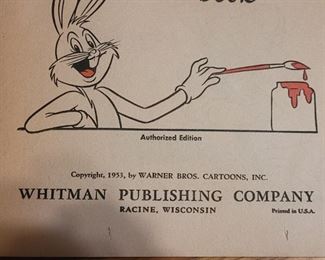 Authorized Edition
Copyright, 1953, by WARNER BROS. CARTOONS, INC.
WHITMAN PUBLISHING COMPANY
RACINE, WISCONSIN Printed in U.S.A.